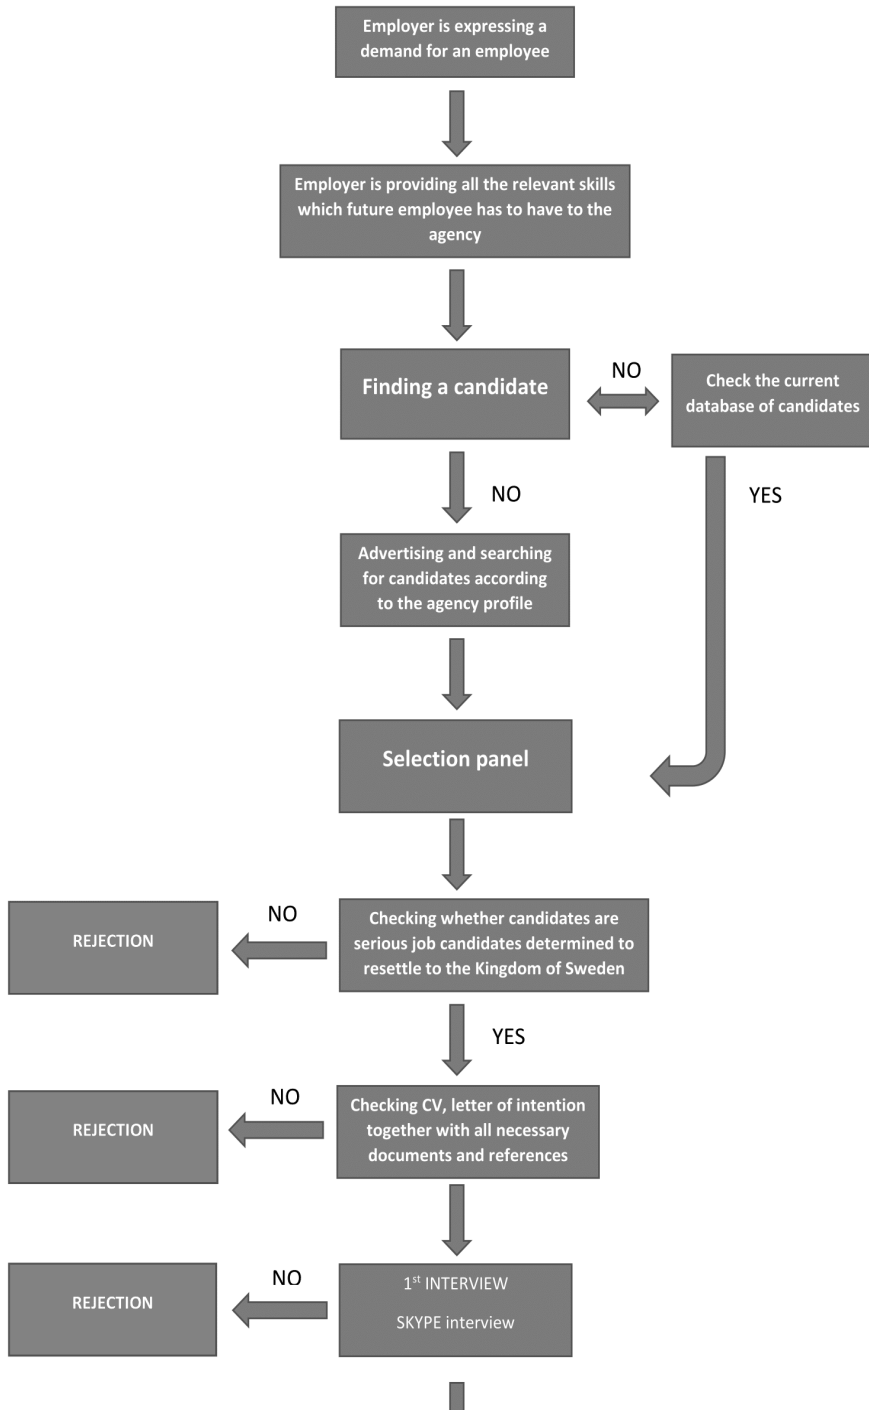 Employer is expressing a
demand for an employee
Employer is providing all the relevant skills
which future employee has to have to the
agency
Finding a candidate
NO
Check the current
database of candidates
NO
YES
Advertising and searching
for candidates according
to the agency profile
Selection panel
REJECTION
NO
Checking whether candidates are
serious job candidates determined to
resettle to the Kingdom of Sweden
YES
REJECTION
NO
Checking CV, letter of intention
together with all necessary
documents and references
REJECTION
NO
1st INTERVIEW
SKYPE interview